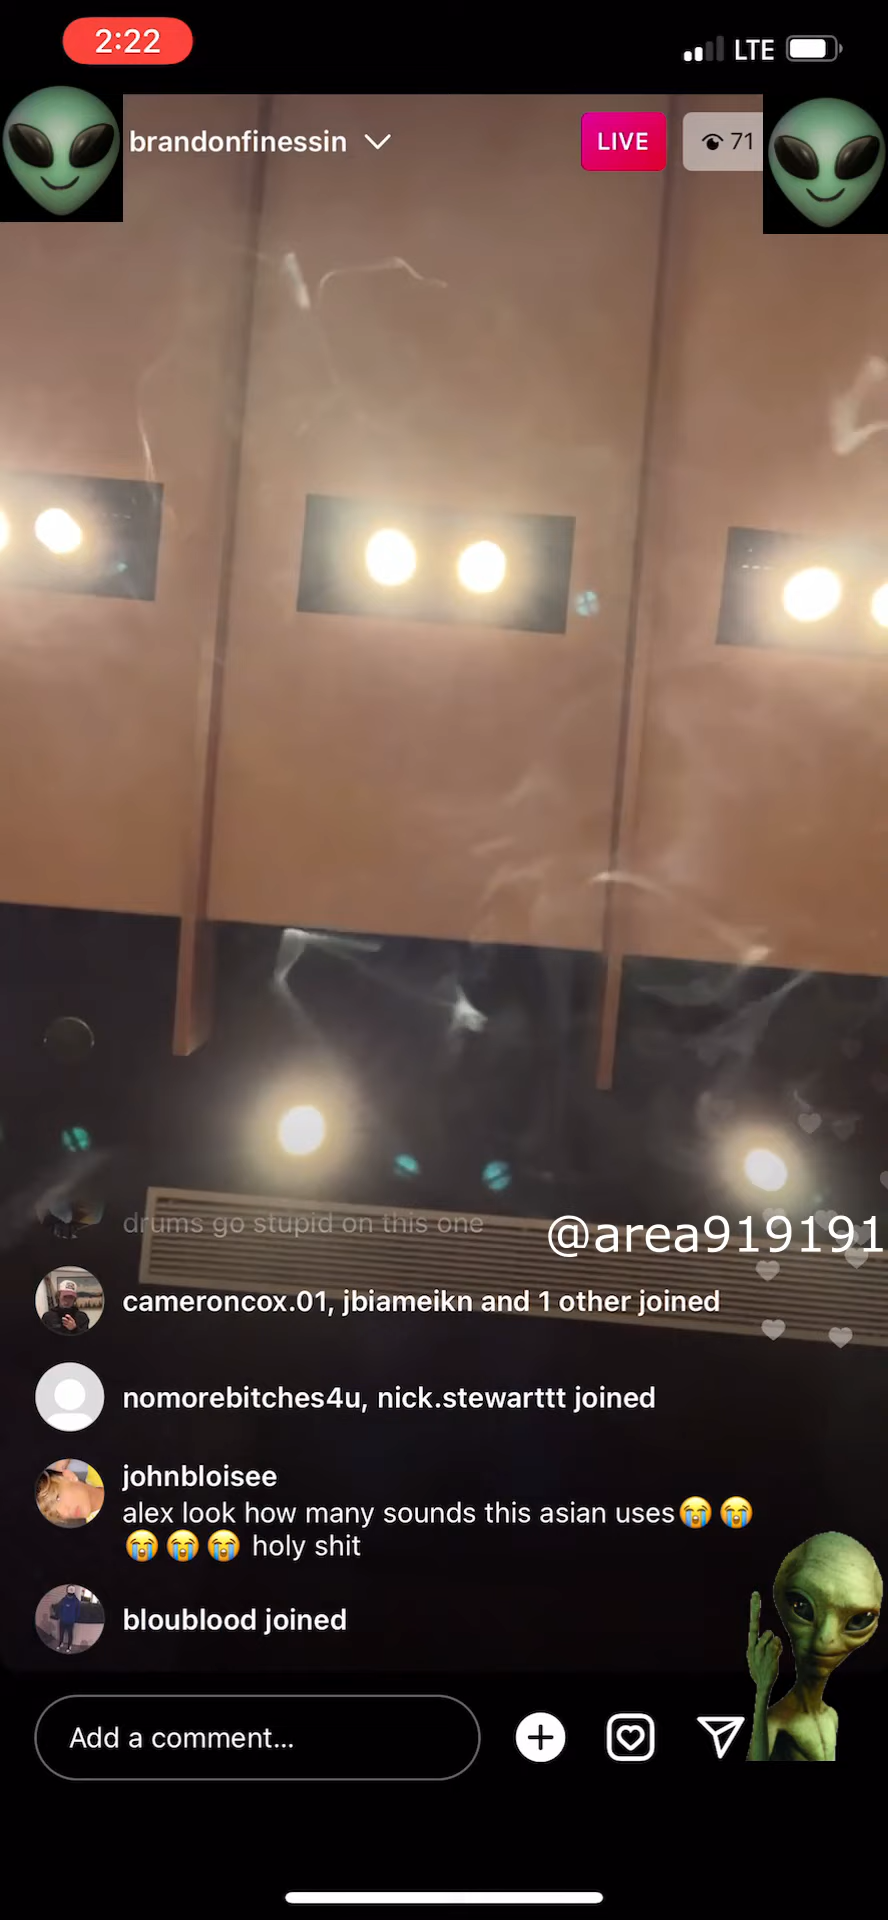 2:22
LTE
brandonfinessin
LIVE
71
drums go stupid on this one
@area919191
cameroncox.01, jbiameikn and 1 other joined
nomorebitches4u, nick.stewarttt joined
johnbloisee
alex look how many sounds this asian uses😭😭
😭😭😭 holy shit
bloublood joined
Add a comment...